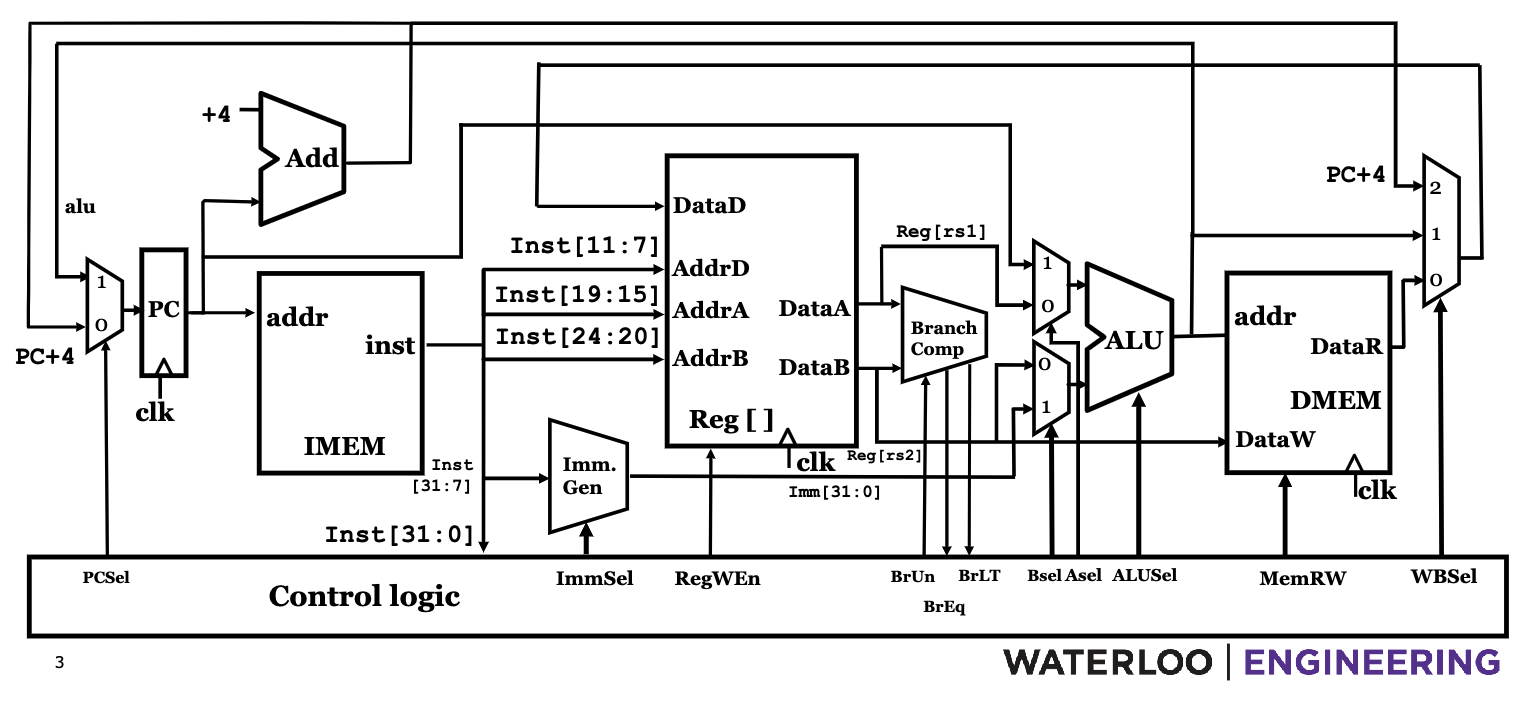 +4
Add
alu
PC+4
1
0
PC+4
PC
clk
addr
inst
IMEM
Inst[11:7]
Inst[19:15]
Inst[24:20]
Inst
[31:7]
Inst[31:0]
Imm.
Gen
DataD
AddrD
AddrA
AddrB
DataA
DataB
Reg [ ]
clk
Reg[rs1]
Branch
Comp
Reg[rs2]
Imm[31:0]
1
0
0
1
ALU
addr
DataR
DMEM
DataW
clk
2
1
0
PCSel
ImmSel
RegWEn
BrUn
BrEq
BrLT
Bsel
Asel
ALUSel
MemRW
WBSel
Control logic
3
WATERLOO | ENGINEERING